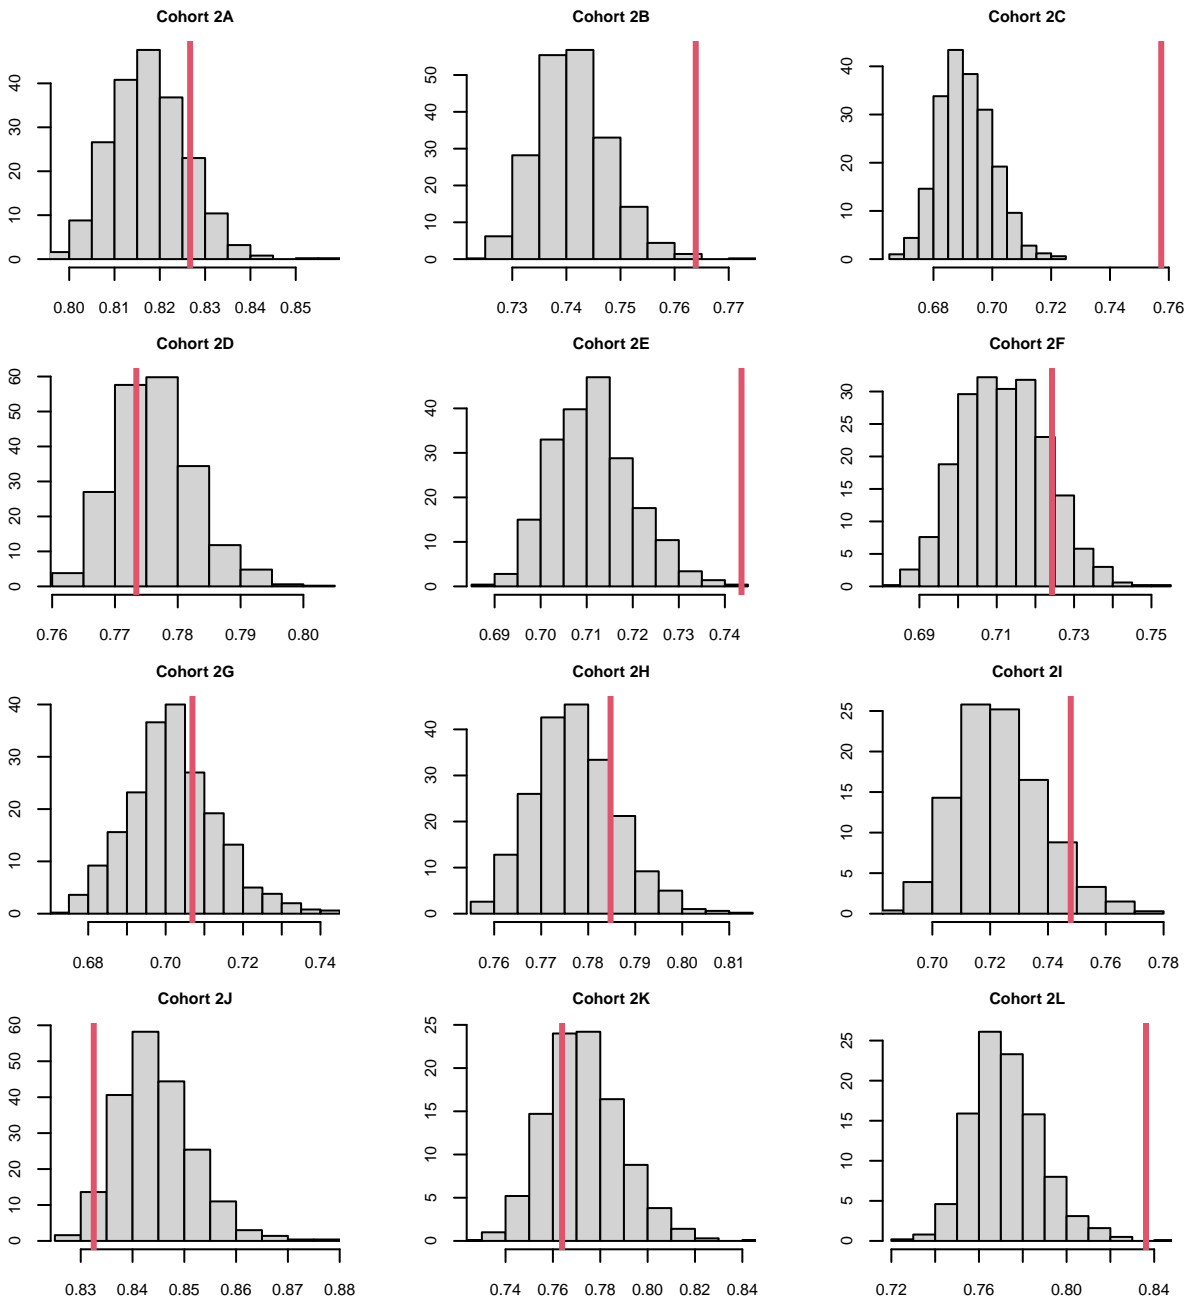 Cohort 2A
Cohort 2B
Cohort 2C
0 10 20 30 40
0.80 0.81 0.82 0.83 0.84 0.85
0 10 20 30 40 50
0.73 0.74 0.75 0.76 0.77
0 10 20 30 40
0.68 0.70 0.72 0.74 0.76
Cohort 2D
Cohort 2E
Cohort 2F
0 10 20 30 40 50 60
0.76 0.77 0.78 0.79 0.80
0 10 20 30 40
0.69 0.70 0.71 0.72 0.73 0.74
0 5 10 15 20 25 30
0.69 0.71 0.73 0.75
Cohort 2G
Cohort 2H
Cohort 2I
0 10 20 30 40
0.68 0.70 0.72 0.74
0 10 20 30 40
0.76 0.77 0.78 0.79 0.80 0.81
0 5 10 15 20 25
0.70 0.72 0.74 0.76 0.78
Cohort 2J
Cohort 2K
Cohort 2L
0 10 20 30 40 50 60
0.83 0.84 0.85 0.86 0.87 0.88
0 5 10 15 20 25
0.74 0.76 0.78 0.80 0.82 0.84
0 5 10 15 20 25
0.72 0.76 0.80 0.84